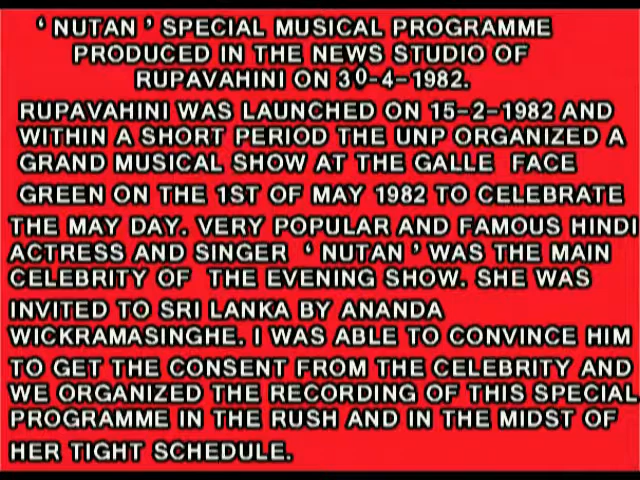 ‘ NUTAN ’ SPECIAL MUSICAL PROGRAMME
PRODUCED IN THE NEWS STUDIO OF
RUPAVAHINI ON 30-4-1982.
RUPAVAHINI WAS LAUNCHED ON 15-2-1982 AND
WITHIN A SHORT PERIOD THE UNP ORGANIZED A
GRAND MUSICAL SHOW AT THE GALLE FACE
GREEN ON THE 1ST OF MAY 1982 TO CELEBRATE
THE MAY DAY. VERY POPULAR AND FAMOUS HINDI
ACTRESS AND SINGER ‘ NUTAN ’ WAS THE MAIN
CELEBRITY OF THE EVENING SHOW. SHE WAS
INVITED TO SRI LANKA BY ANANDA
WICKRAMASINGHE. I WAS ABLE TO CONVINCE HIM
TO GET THE CONSENT FROM THE CELEBRITY AND
WE ORGANIZED THE RECORDING OF THIS SPECIAL
PROGRAMME IN THE RUSH AND IN THE MIDST OF
HER TIGHT SCHEDULE.